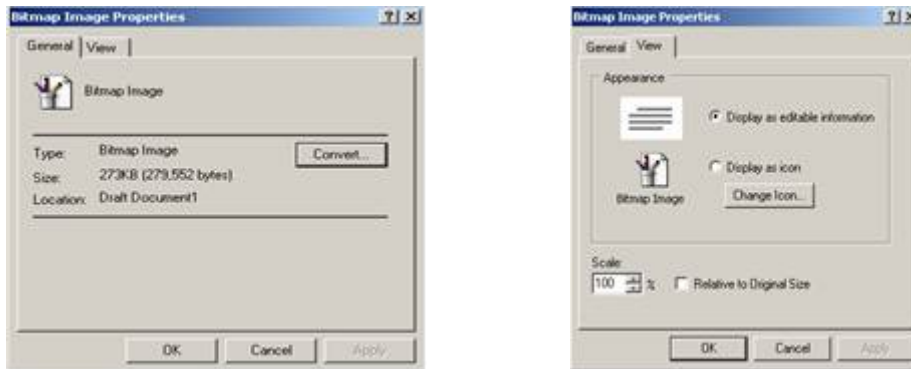 Bitmap Image Properties
General View
Bitmap Image
Type: Bitmap Image
Convert...
Size: 273KB (279,552 bytes)
Location: Draft Document1
OK Cancel Apply
Bitmap Image Properties
General View
Appearance
Display as editable information
Display as icon
Bitmap Image
Change Icon...
Scale:
100 % Relative to Original Size
OK Cancel Apply